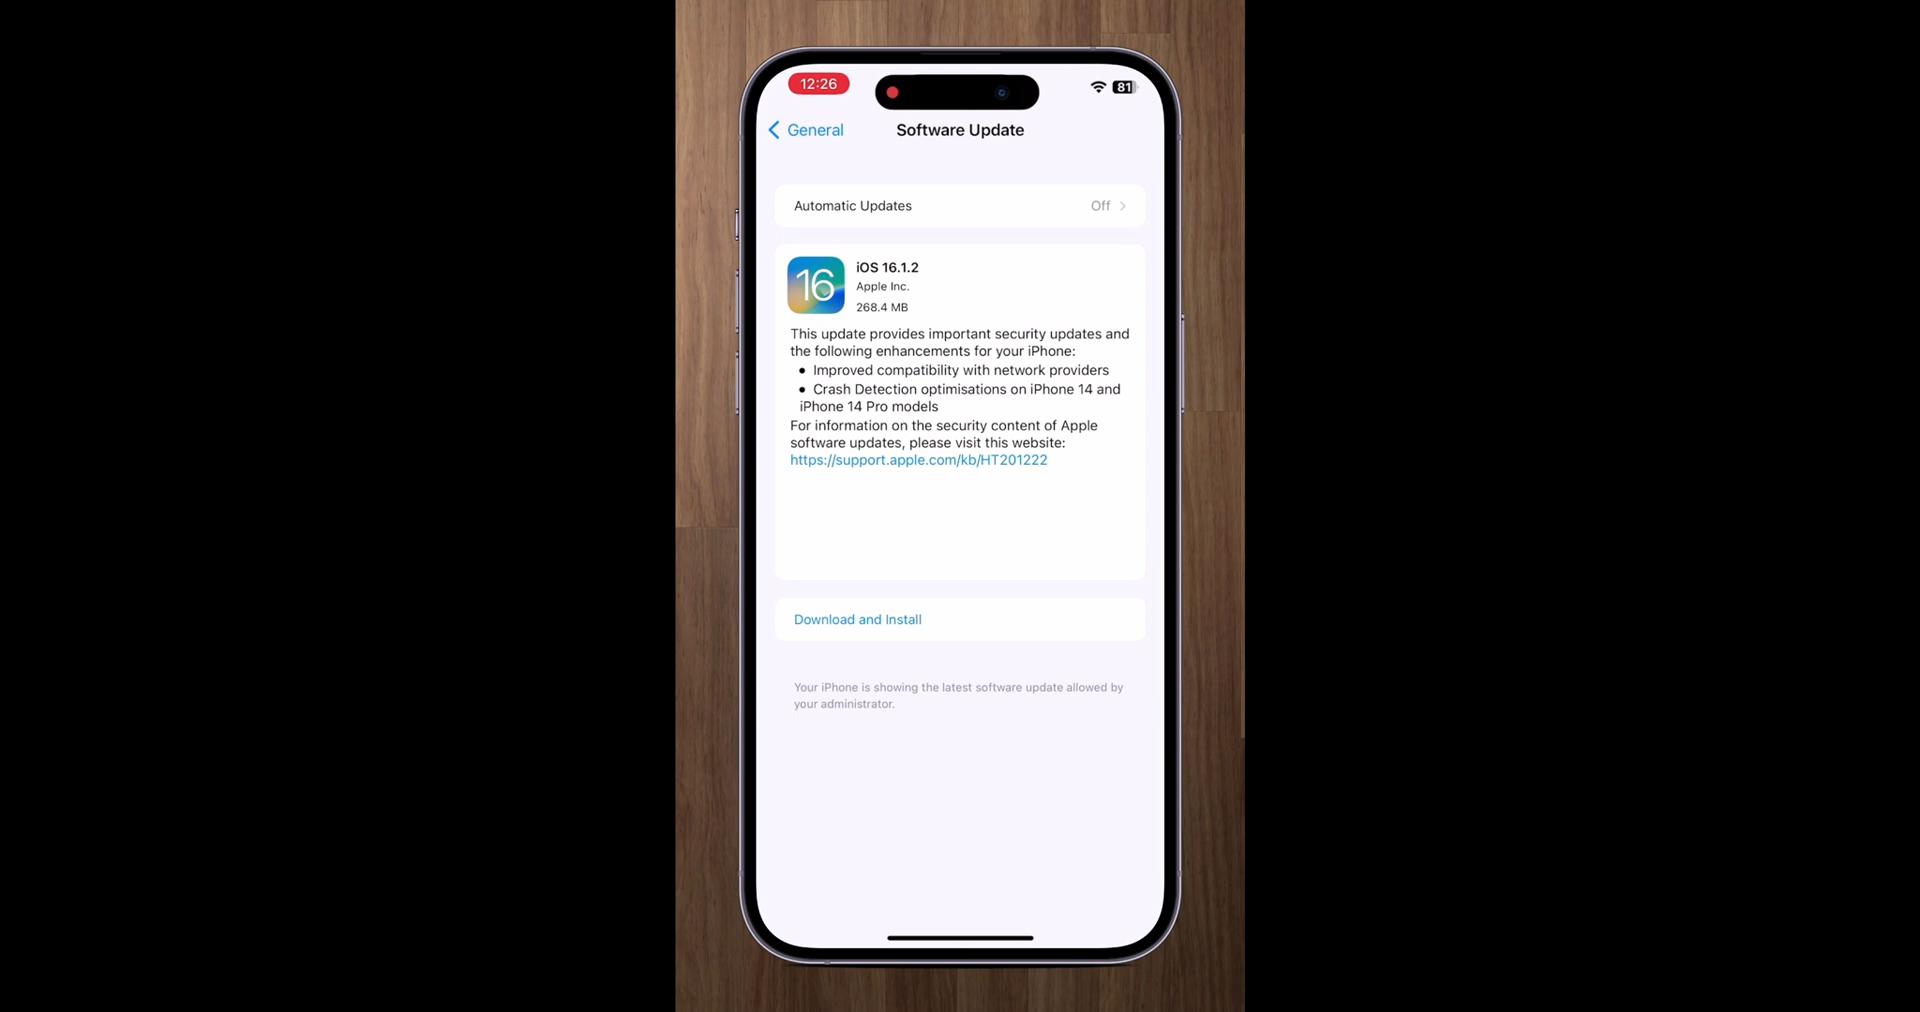 12:26
81
General
Software Update
Automatic Updates
Off
16
iOS 16.1.2
Apple Inc.
268.4 MB
This update provides important security updates and
the following enhancements for your iPhone:
• Improved compatibility with network providers
• Crash Detection optimisations on iPhone 14 and
iPhone 14 Pro models
For information on the security content of Apple
software updates, please visit this website:
https://support.apple.com/kb/HT201222
Download and Install
Your iPhone is showing the latest software update allowed by
your administrator.